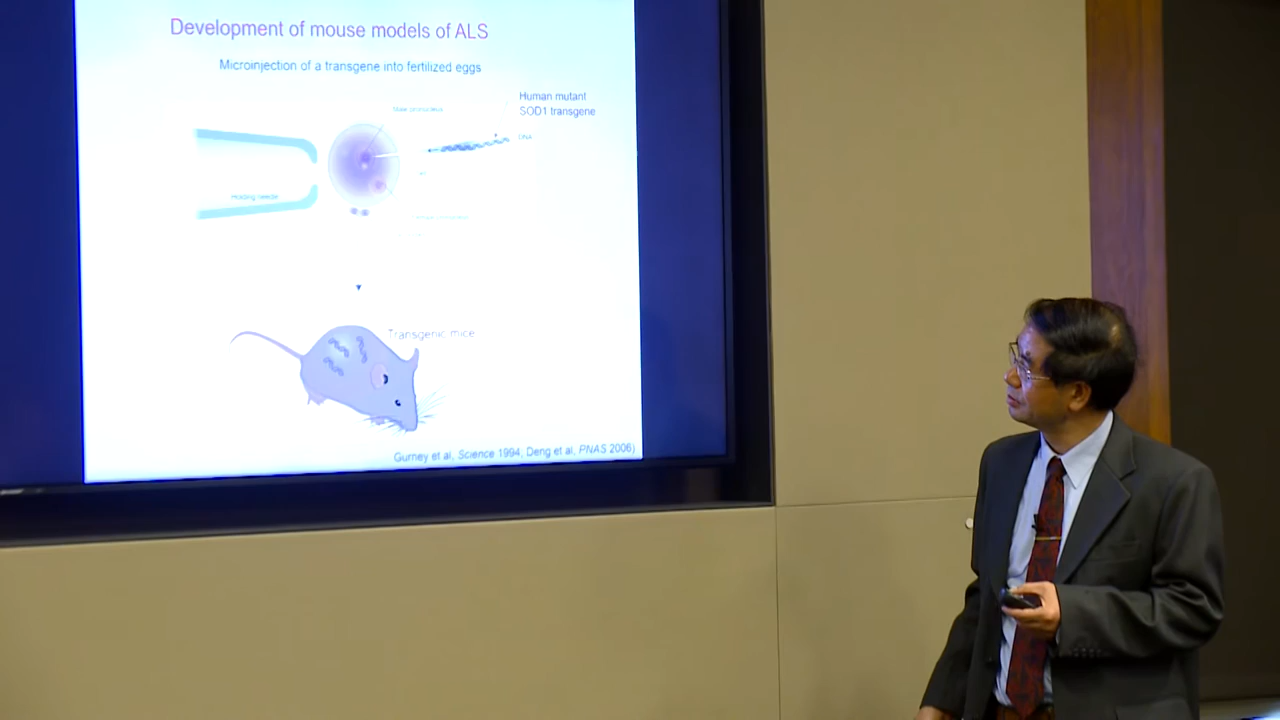 Development of mouse models of ALS
Microinjection of a transgene into fertilized eggs
Human mutant
SOD1 transgene
DNA
Holding needle
Transgenic mice
Gurney et al, Science 1994, Deng et al, PNAS 2006)